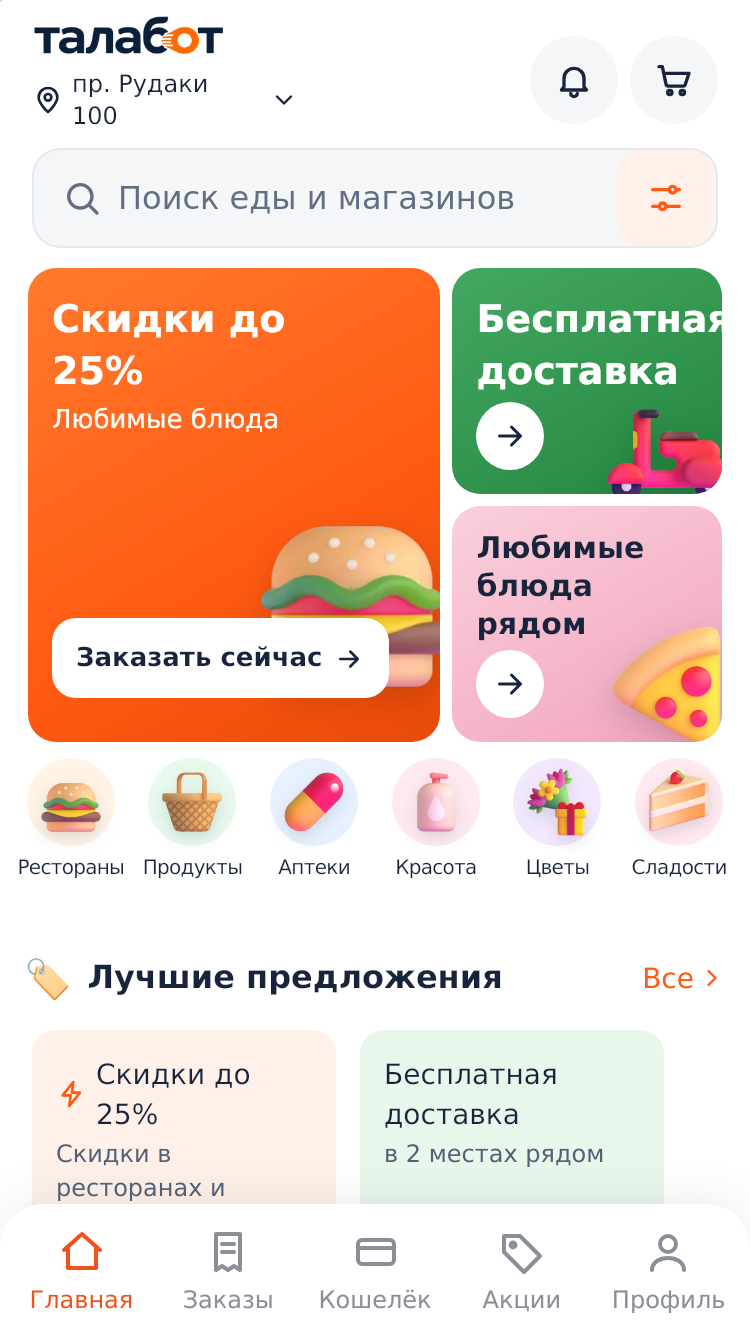 талабот
пр. Рудаки
100
Поиск еды и магазинов
Скидки до
25%
Любимые блюда
Заказать сейчас
Бесплатная
доставка
Любимые
блюда
рядом
Рестораны
Продукты
Аптеки
Красота
Цветы
Сладости
Лучшие предложения
Все
Скидки до
25%
Скидки в
ресторанах и
Бесплатная
доставка
в 2 местах рядом
Главная
Заказы
Кошелёк
Акции
Профиль